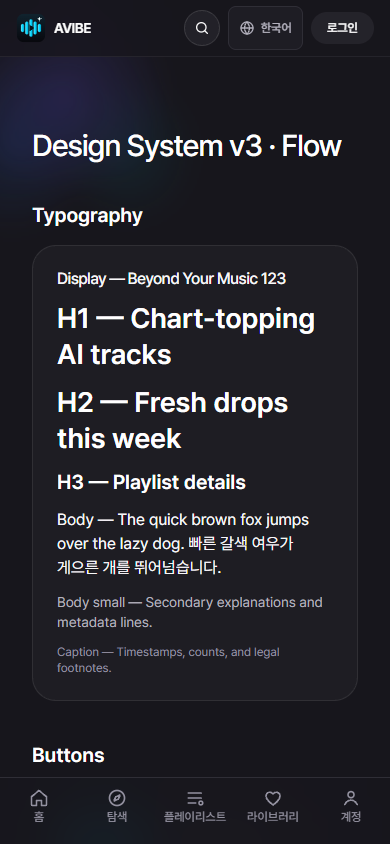 AVIBE
한국어
로그인
Design System v3 · Flow
Typography
Display — Beyond Your Music 123
H1 — Chart-topping
AI tracks
H2 — Fresh drops
this week
H3 — Playlist details
Body — The quick brown fox jumps
over the lazy dog. 빠른 갈색 여우가
게으른 개를 뛰어넘습니다.
Body small — Secondary explanations and
metadata lines.
Caption — Timestamps, counts, and legal
footnotes.
Buttons
홈
탐색
플레이리스트
라이브러리
계정